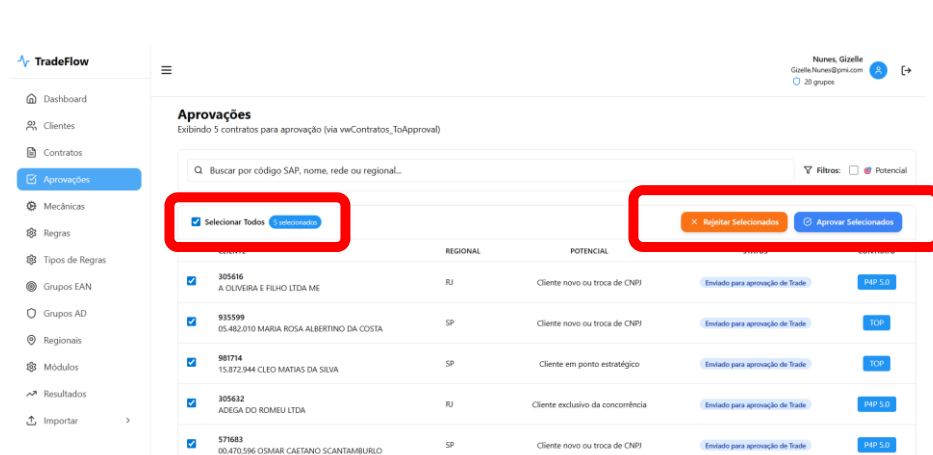 TradeFlow
Nunes, Gizelle
Gizelle.Nunes@pmi.com
20 grupos
Dashboard
Clientes
Contratos
Aprovações
Mecânicas
Regras
Tipos de Regras
Grupos EAN
Grupos AD
Regionais
Módulos
Resultados
Importar
Aprovações
Exibindo 5 contratos para aprovação (via vwContratos_ToApproval)
Buscar por código SAP, nome, rede ou regional...
Filtros: Potencial
Selecionar Todos 5 selecionados
Rejeitar Selecionados Aprovar Selecionados
CLIENTE REGIONAL POTENCIAL STATUS CONTRATO
305616
A OLIVEIRA E FILHO LTDA ME RJ Cliente novo ou troca de CNPJ Enviado para aprovação de Trade P4P 5.0
935599
05.482.010 MARIA ROSA ALBERTINO DA COSTA SP Cliente novo ou troca de CNPJ Enviado para aprovação de Trade TOP
981714
15.872.944 CLEO MATIAS DA SILVA SP Cliente em ponto estratégico Enviado para aprovação de Trade TOP
305632
ADEGA DO ROMEU LTDA RJ Cliente exclusivo da concorrência Enviado para aprovação de Trade P4P 5.0
571683
00.470.596 OSMAR CAETANO SCANTAMBURLO SP Cliente novo ou troca de CNPJ Enviado para aprovação de Trade P4P 5.0